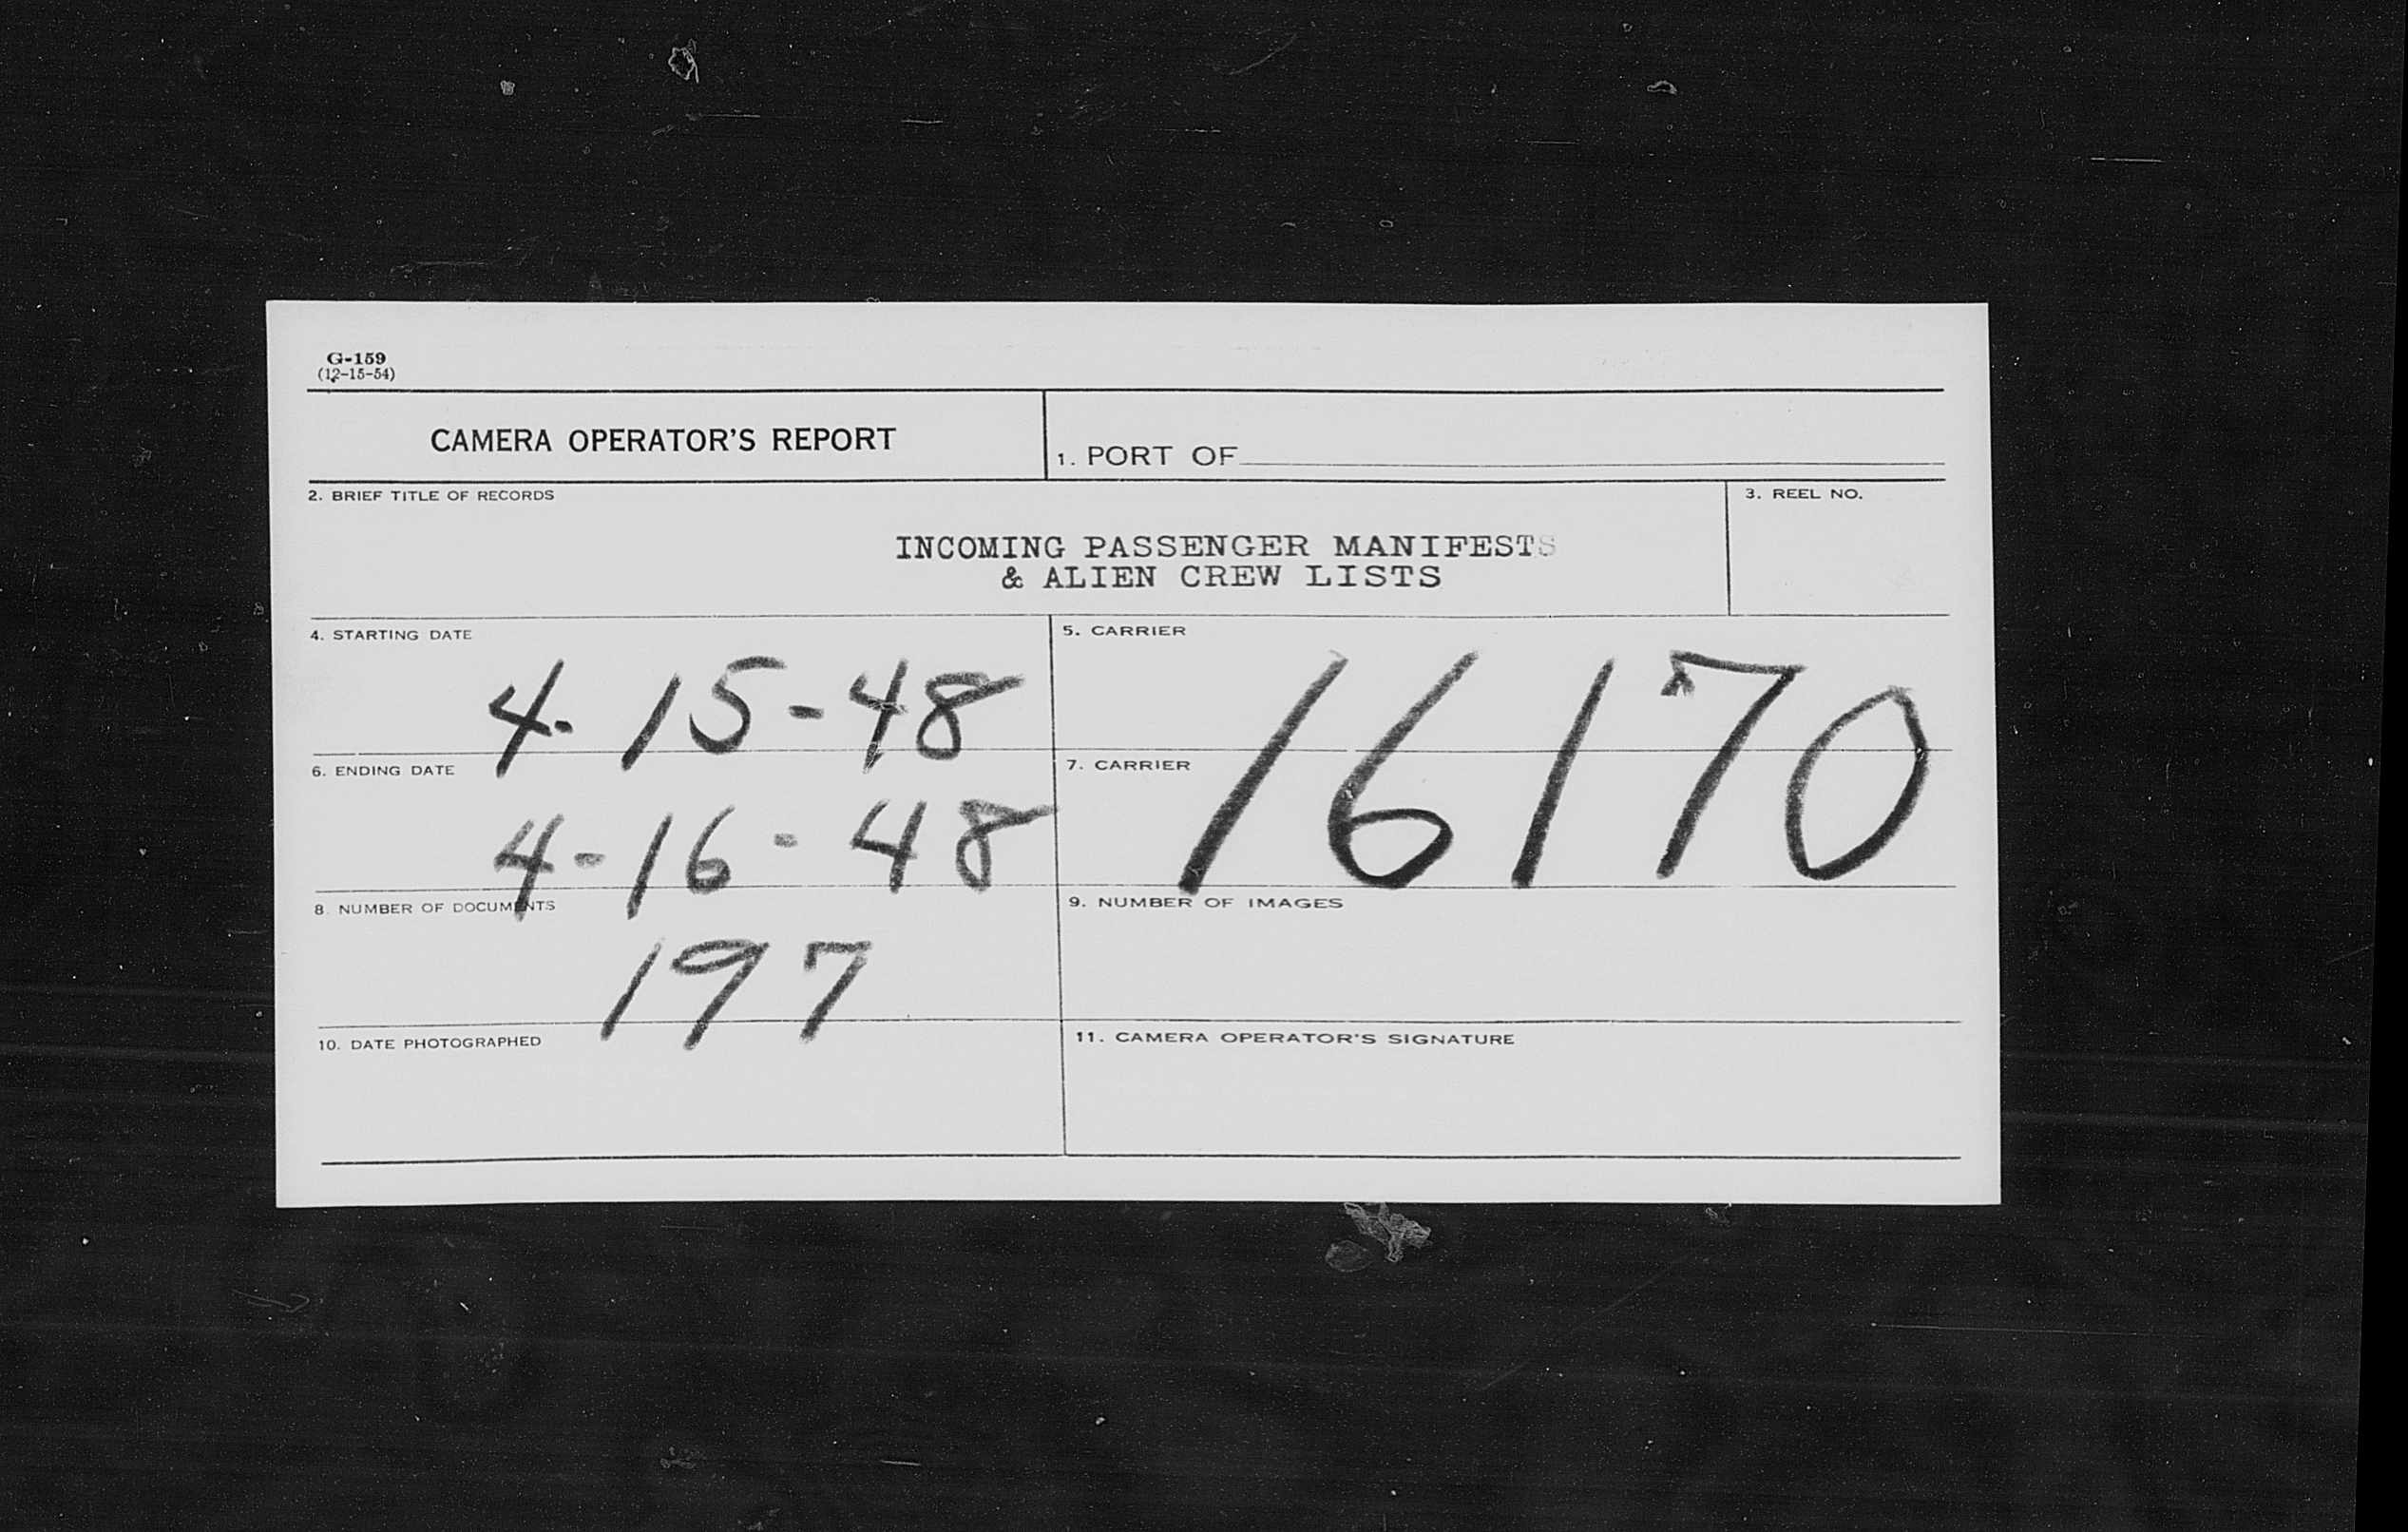 G-159
(12-15-54)
CAMERA OPERATOR'S REPORT
1. PORT OF
2. BRIEF TITLE OF RECORDS
3. REEL NO.
INCOMING PASSENGER MANIFESTS
& ALIEN CREW LISTS
4. STARTING DATE
4-15-48
5. CARRIER
16170
6. ENDING DATE
4-16-48
7. CARRIER
8. NUMBER OF DOCUMENTS
197
9. NUMBER OF IMAGES
10. DATE PHOTOGRAPHED
11. CAMERA OPERATOR'S SIGNATURE